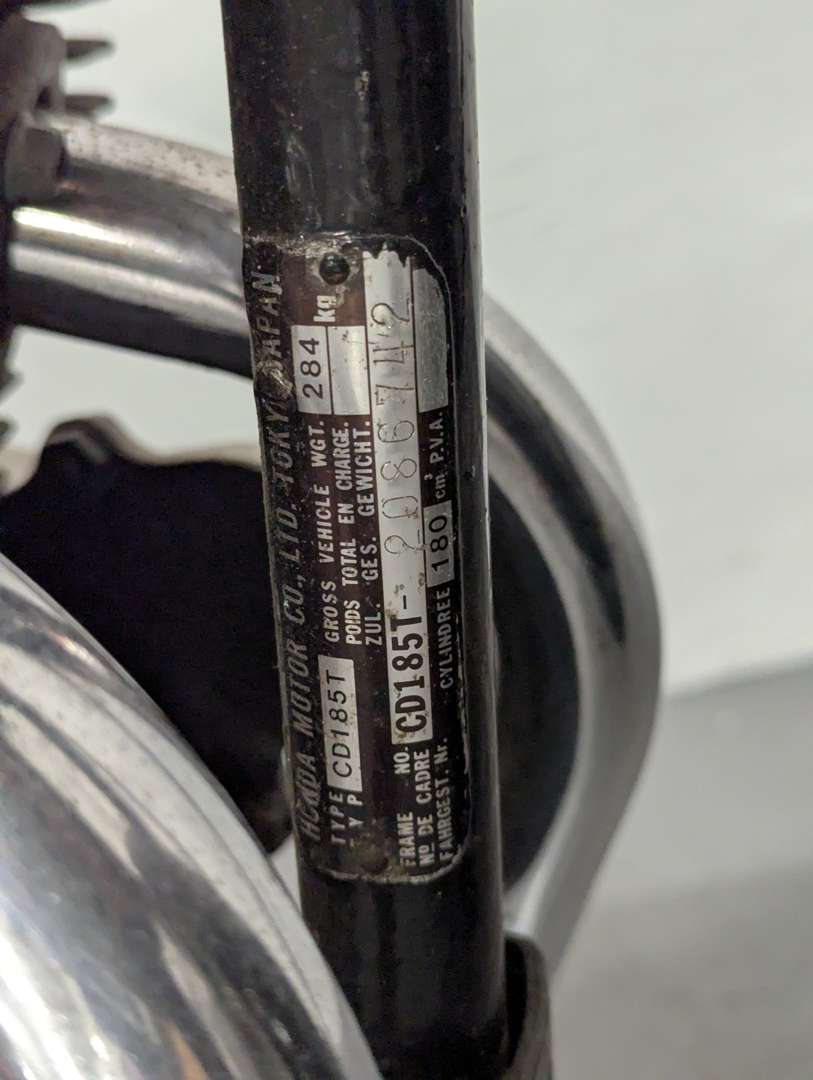 HONDA MOTOR CO., LTD. TOKYO JAPAN
TYPE CD185T GROSS VEHICLE WGT. 284 kg
TYP POIDS TOTAL EN CHARGE.
ZUL. GES. GEWICHT.
FRAME NO. CD185T- 2086742
Nº DE CADRE CYLINDREE 180 cm³ P.V.A.
FAHRGEST. Nr.